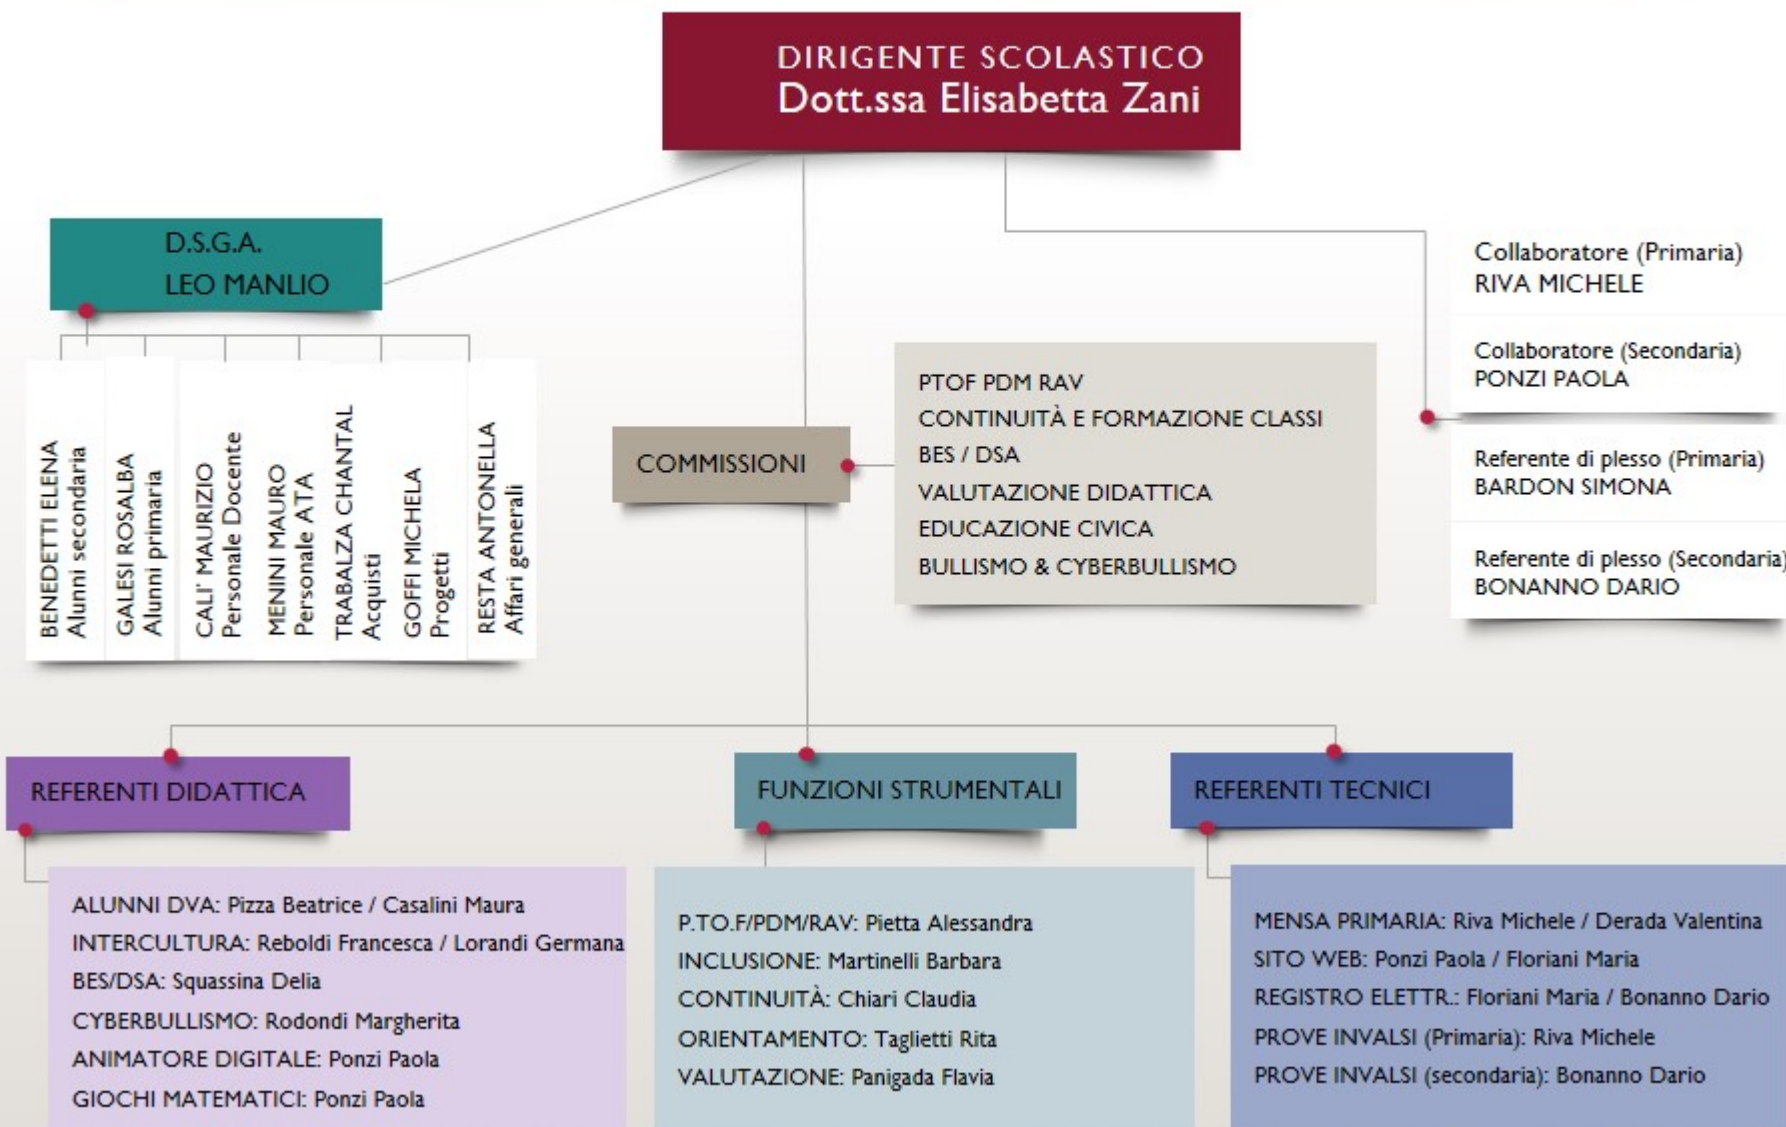 DIRIGENTE SCOLASTICO
Dott.ssa Elisabetta Zani
D.S.G.A.
LEO MANLIO
BENEDETTI ELENA
Alunni secondaria
GALESI ROSALBA
Alunni primaria
CALI' MAURIZIO
Personale Docente
MENINI MAURO
Personale ATA
TRABALZA CHANTAL
Acquisti
GOFFI MICHELA
Progetti
RESTA ANTONELLA
Affari generali
COMMISSIONI
PTOF PDM RAV
CONTINUITÀ E FORMAZIONE CLASSI
BES / DSA
VALUTAZIONE DIDATTICA
EDUCAZIONE CIVICA
BULLISMO & CYBERBULLISMO
Collaboratore (Primaria)
RIVA MICHELE
Collaboratore (Secondaria)
PONZI PAOLA
Referente di plesso (Primaria)
BARDON SIMONA
Referente di plesso (Secondaria)
BONANNO DARIO
REFERENTI DIDATTICA
ALUNNI DVA: Pizza Beatrice / Casalini Maura
INTERCULTURA: Reboldi Francesca / Lorandi Germana
BES/DSA: Squassina Delia
CYBERBULLISMO: Rodondi Margherita
ANIMATORE DIGITALE: Ponzi Paola
GIOCHI MATEMATICI: Ponzi Paola
FUNZIONI STRUMENTALI
P.TO.F/PDM/RAV: Pietta Alessandra
INCLUSIONE: Martinelli Barbara
CONTINUITÀ: Chiari Claudia
ORIENTAMENTO: Taglietti Rita
VALUTAZIONE: Panigada Flavia
REFERENTI TECNICI
MENSA PRIMARIA: Riva Michele / Derada Valentina
SITO WEB: Ponzi Paola / Floriani Maria
REGISTRO ELETTR.: Floriani Maria / Bonanno Dario
PROVE INVALSI (Primaria): Riva Michele
PROVE INVALSI (secondaria): Bonanno Dario